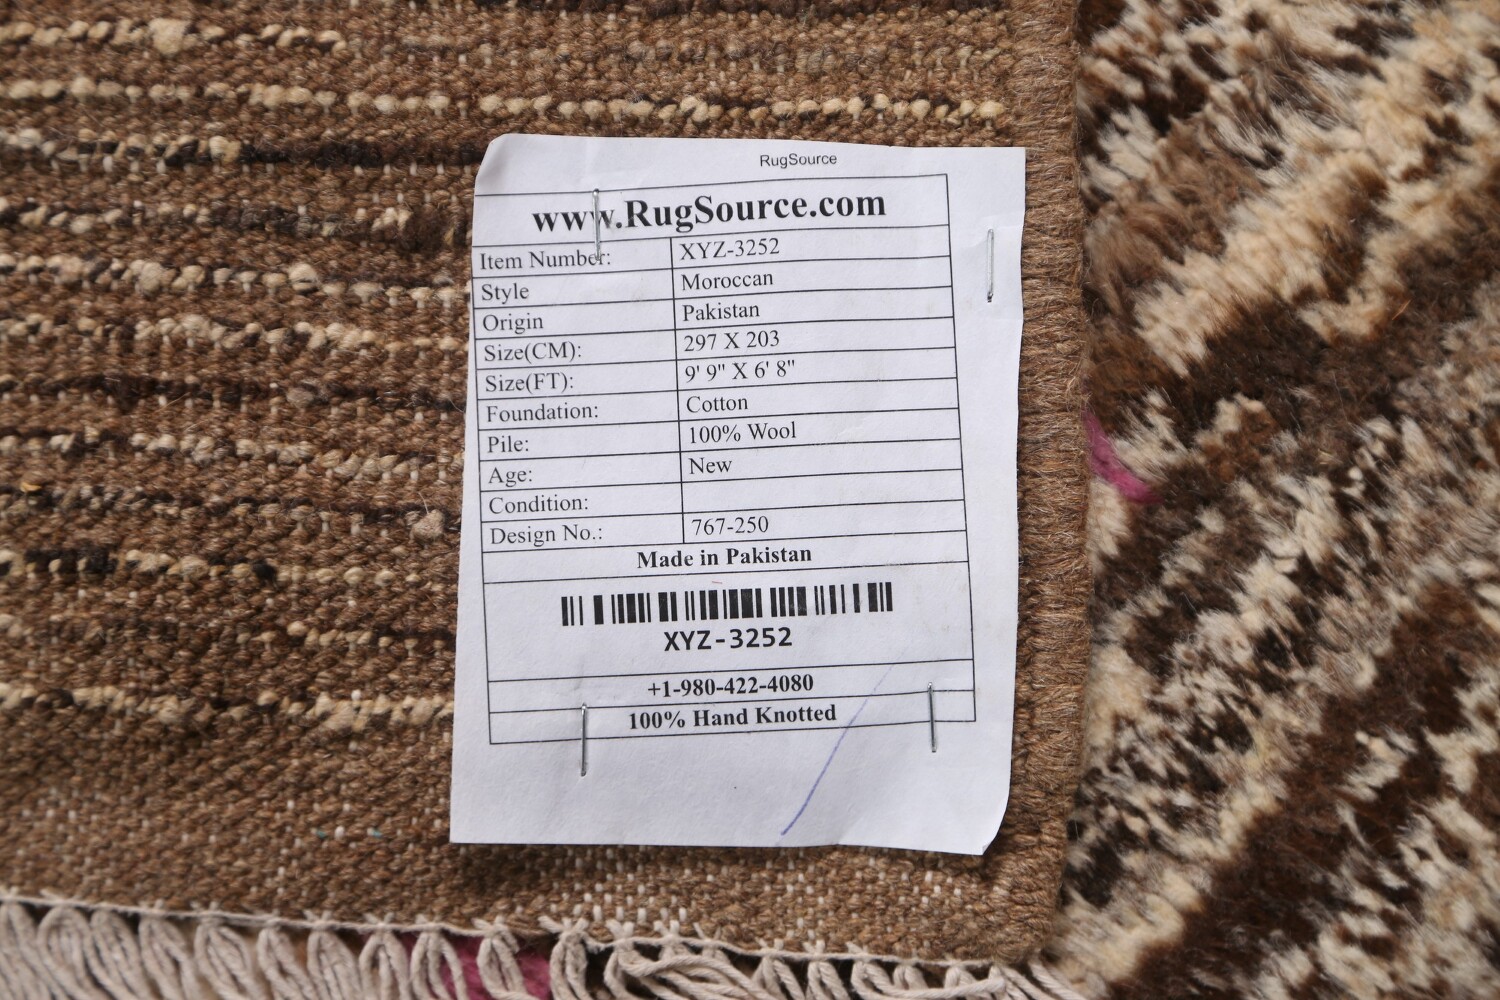 RugSource
www.RugSource.com
Item Number: XYZ-3252
Style Moroccan
Origin Pakistan
Size(CM): 297 X 203
Size(FT): 9' 9" X 6' 8"
Foundation: Cotton
Pile: 100% Wool
Age: New
Condition:
Design No.: 767-250
Made in Pakistan
XYZ-3252
+1-980-422-4080
100% Hand Knotted